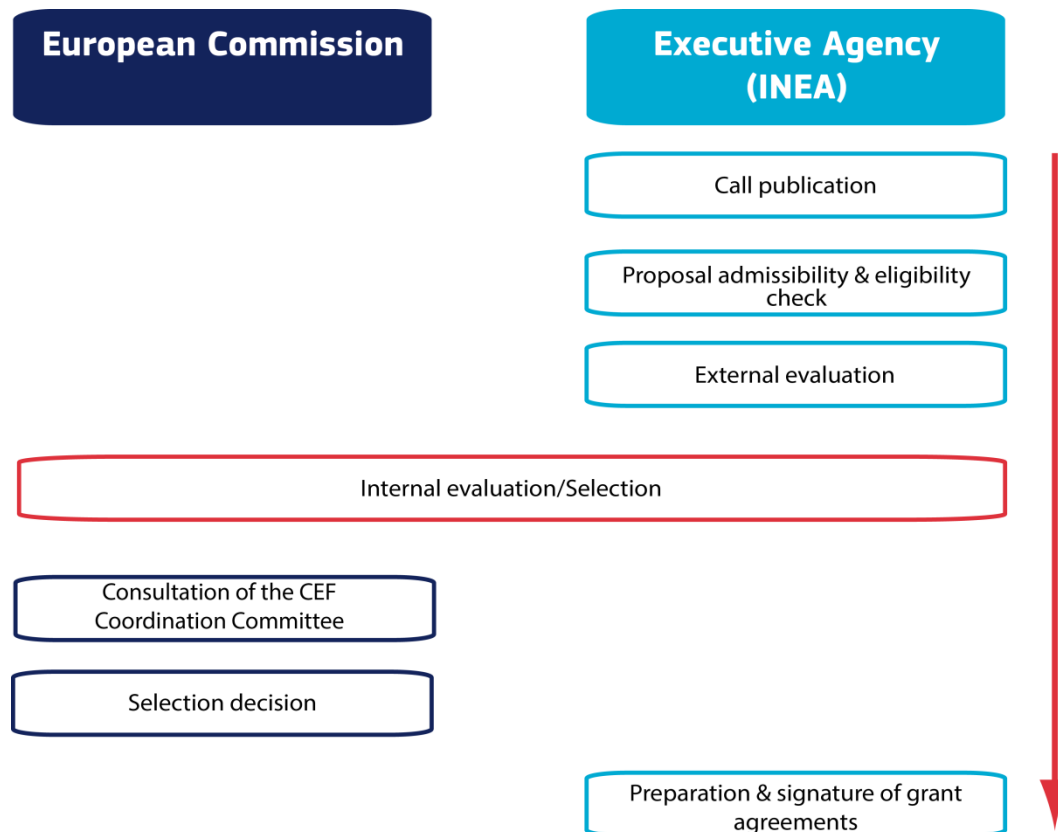 European Commission
Executive Agency
(INEA)
Call publication
Proposal admissibility & eligibility
check
External evaluation
Internal evaluation/Selection
Consultation of the CEF
Coordination Committee
Selection decision
Preparation & signature of grant
agreements